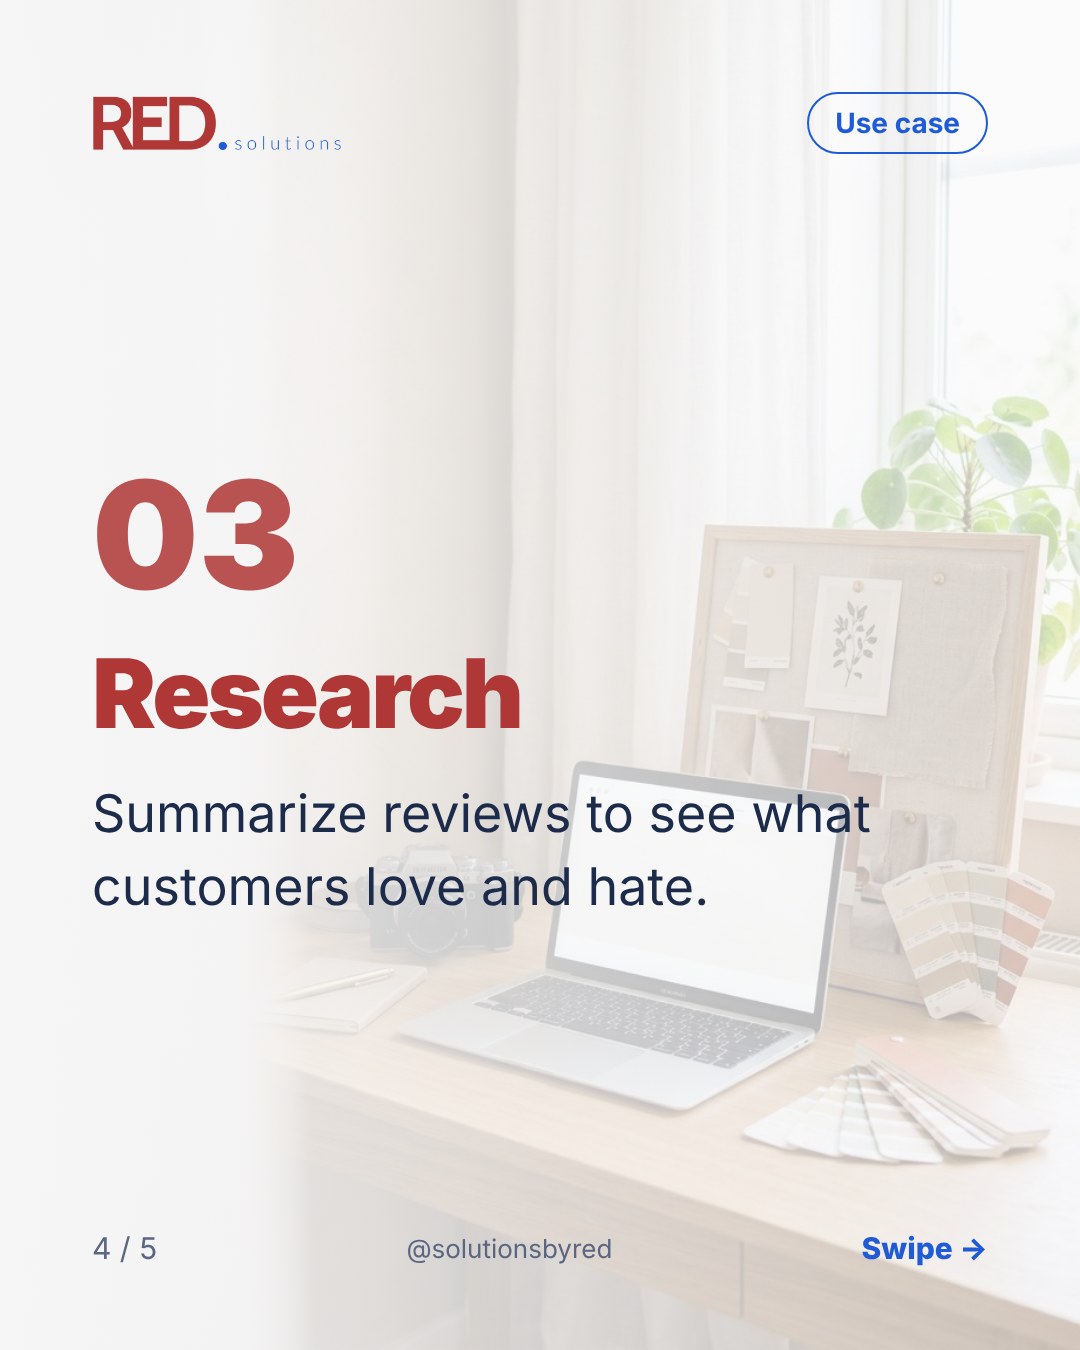 RED.solutions
Use case
03
Research
Summarize reviews to see what
customers love and hate.
4 / 5
@solutionsbyred
Swipe →